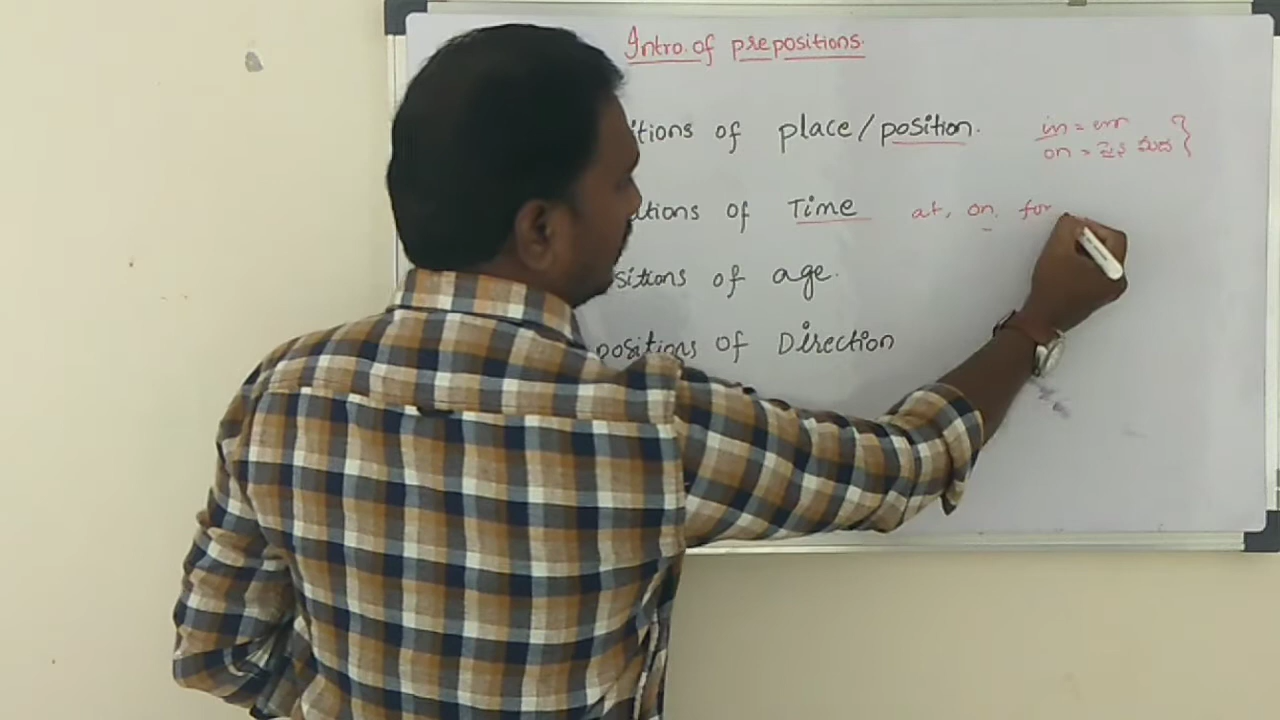 Intro. of prepositions.
itions of place/position.
in = లో
on = పైన మీద
itions of Time at, on, for
sitions of age.
positions of Direction